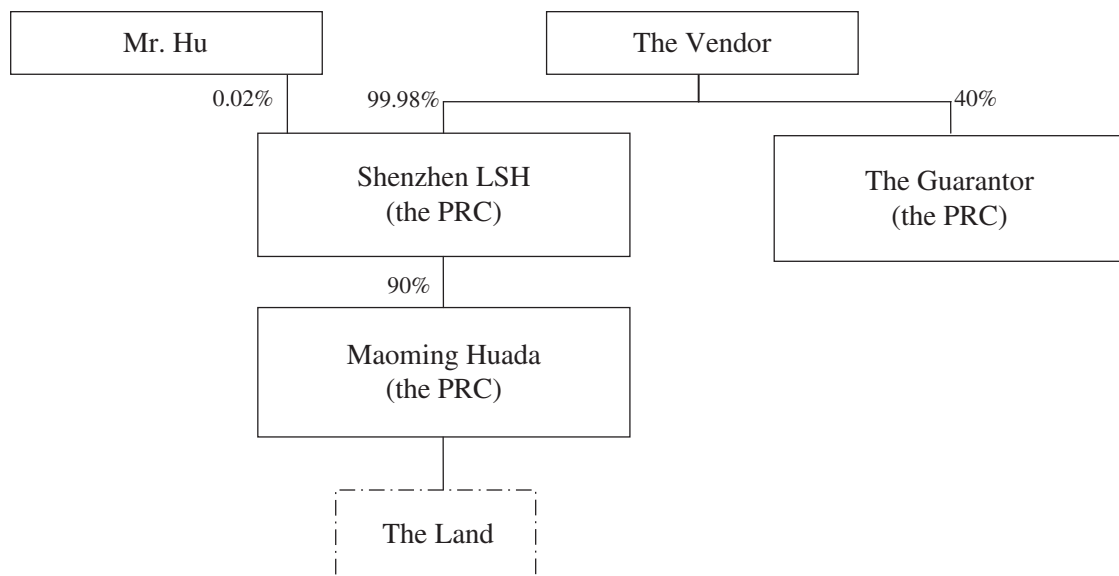 Mr. Hu
The Vendor
0.02%
99.98%
40%
Shenzhen LSH
(the PRC)
The Guarantor
(the PRC)
90%
Maoming Huada
(the PRC)
The Land